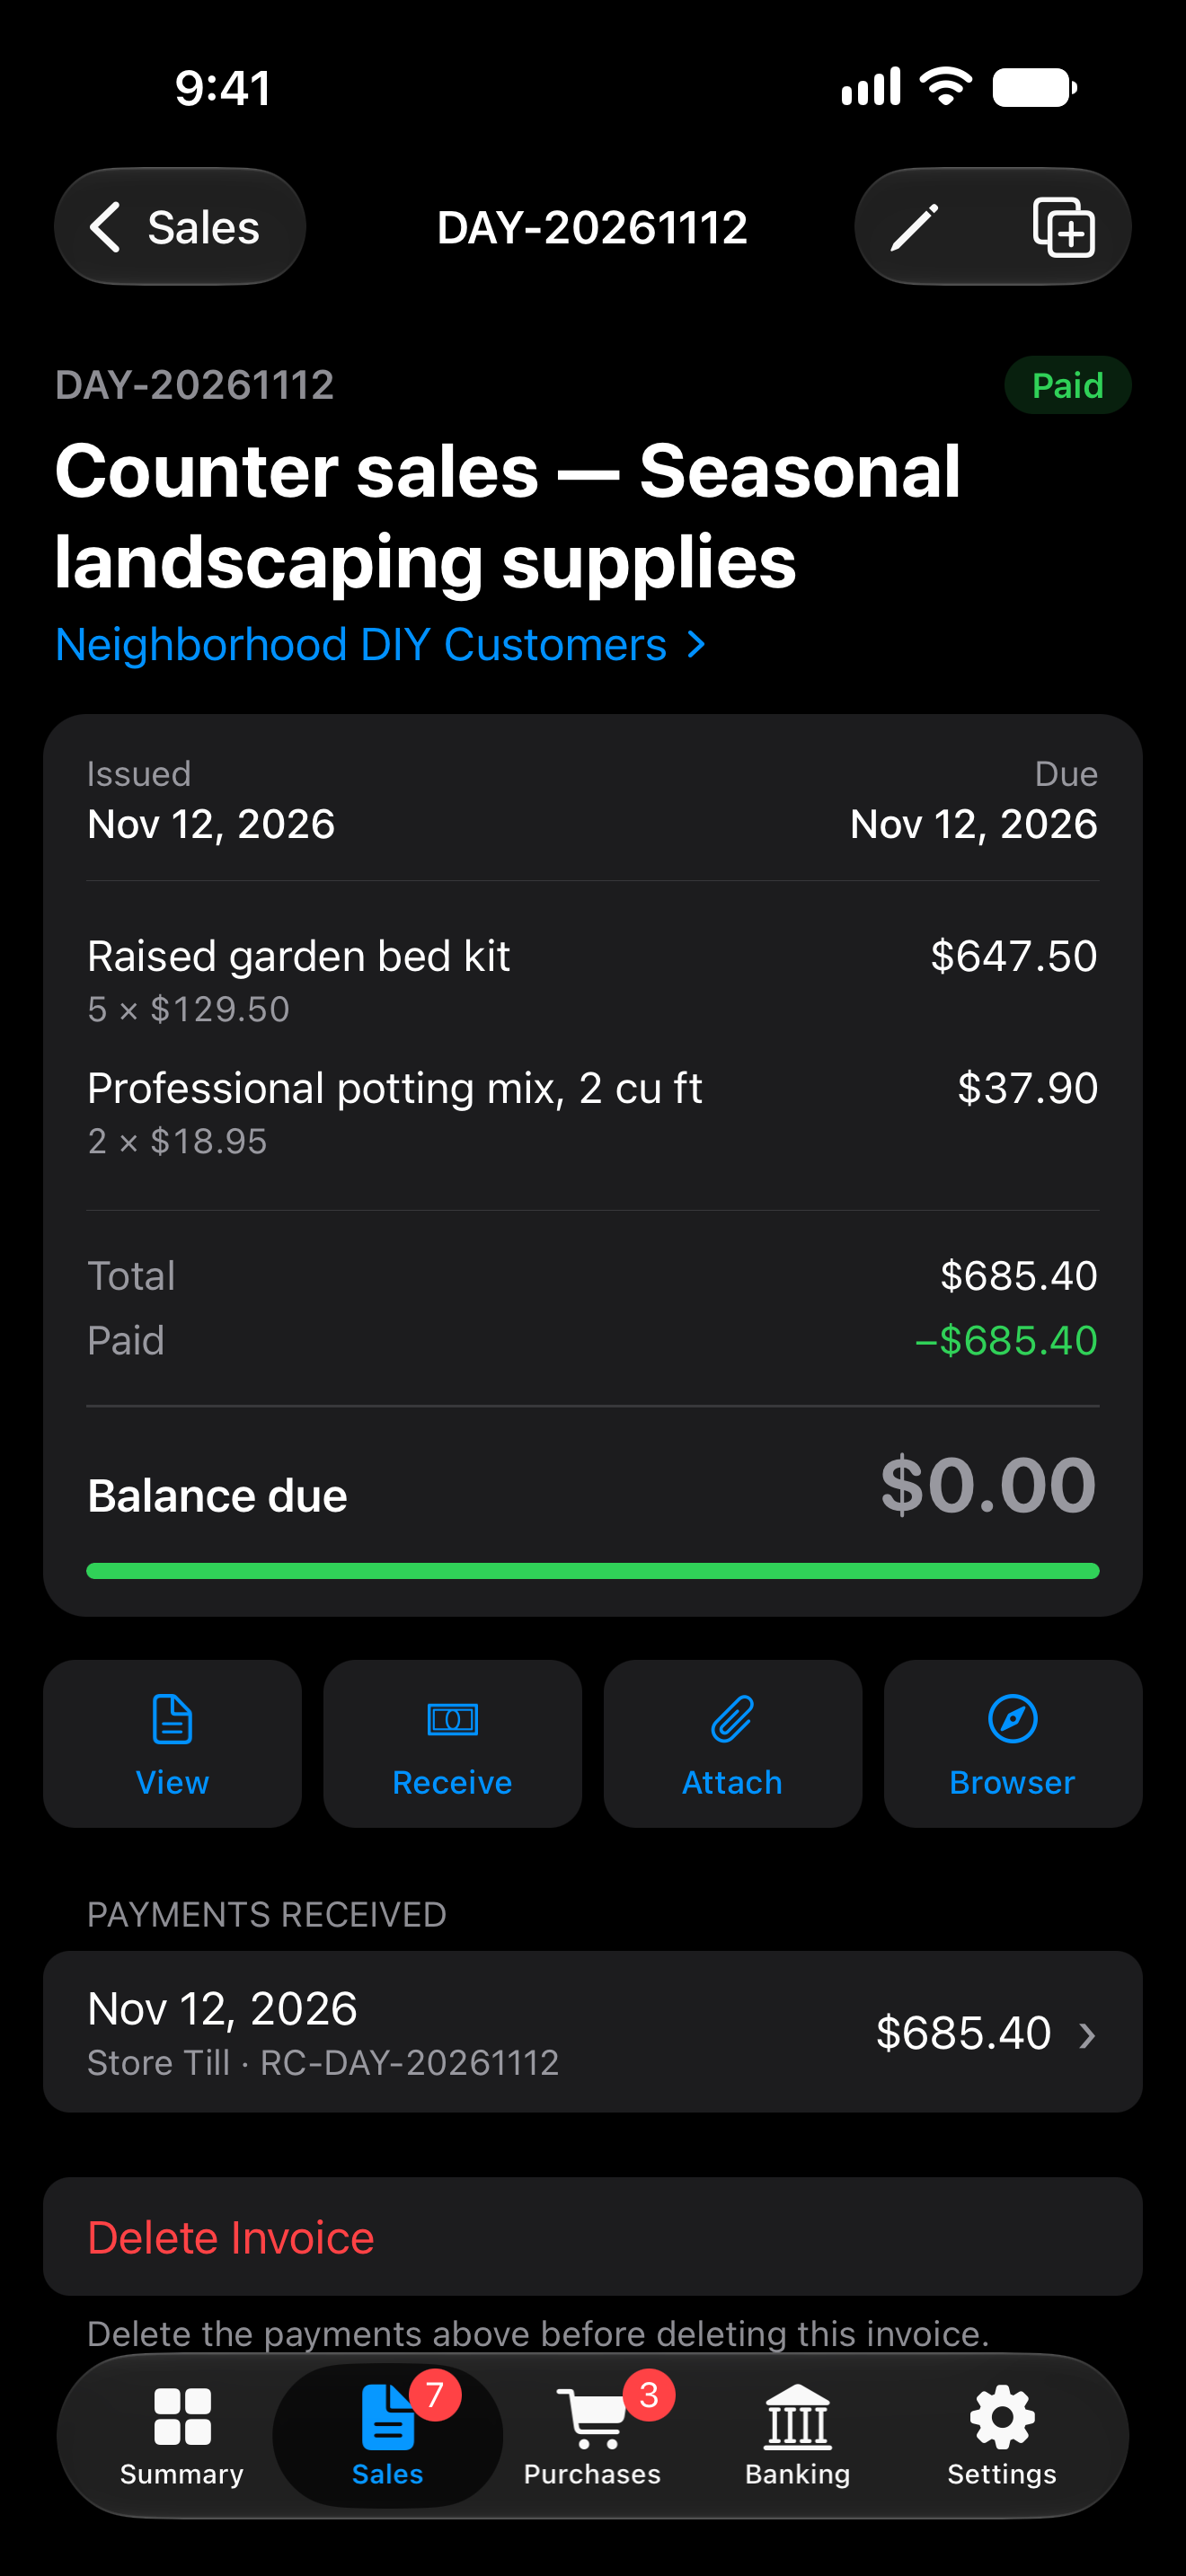 9:41
Sales
DAY-20261112
DAY-20261112
Paid
Counter sales — Seasonal
landscaping supplies
Neighborhood DIY Customers
Issued
Due
Nov 12, 2026
Nov 12, 2026
Raised garden bed kit
$647.50
5 × $129.50
Professional potting mix, 2 cu ft
$37.90
2 × $18.95
Total
$685.40
Paid
–$685.40
Balance due
$0.00
View
Receive
Attach
Browser
PAYMENTS RECEIVED
Nov 12, 2026
$685.40
Store Till · RC-DAY-20261112
Delete Invoice
Delete the payments above before deleting this invoice.
7
3
Summary
Sales
Purchases
Banking
Settings